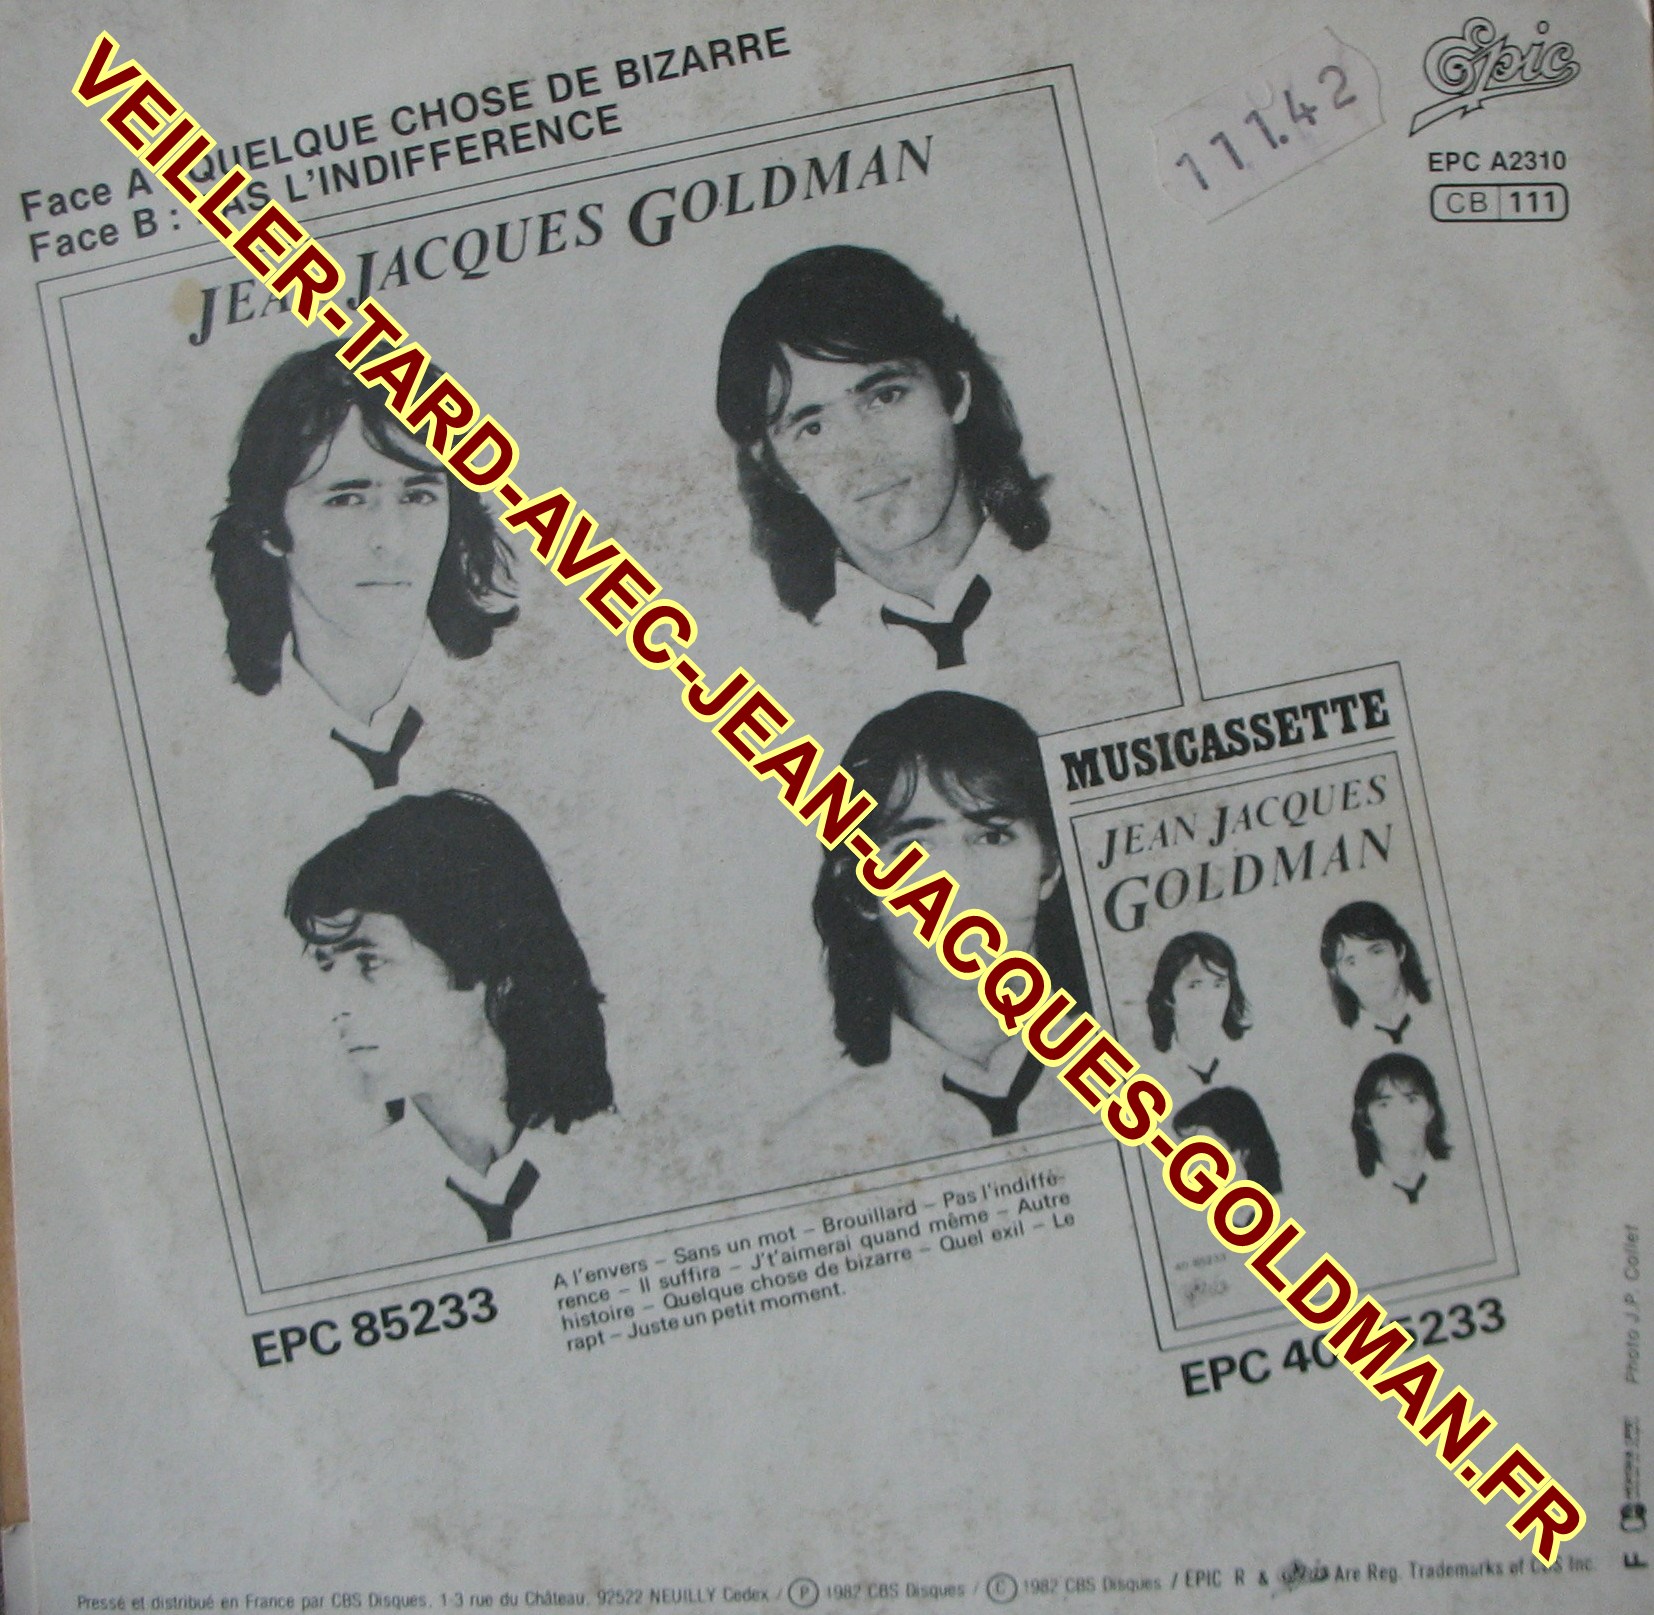 Face A : QUELQUE CHOSE DE BIZARRE
Face B : PAS L'INDIFFERENCE
11 11.42
Epic
EPC A2310
CB 111
JEAN JACQUES GOLDMAN
MUSICASSETTE
JEAN JACQUES
GOLDMAN
VEILLER-TARD-AVEC-JEAN-JACQUES-GOLDMAN.FR
A l'envers – Sans un mot – Brouillard – Pas l'indiffé-
rence – Il suffira – J't'aimerai quand même – Autre
histoire – Quelque chose de bizarre – Quel exil – Le
rapt – Juste un petit moment.
EPC 85233
EPC 40 85233
Photo J.P. Collet
F
Pressé et distribué en France par CBS Disques, 1-3 rue du Château, 92522 NEUILLY Cedex / Ⓟ 1982 CBS Disques / Ⓒ 1982 CBS Disques / EPIC R & Epic Are Reg. Trademarks of CBS Inc.